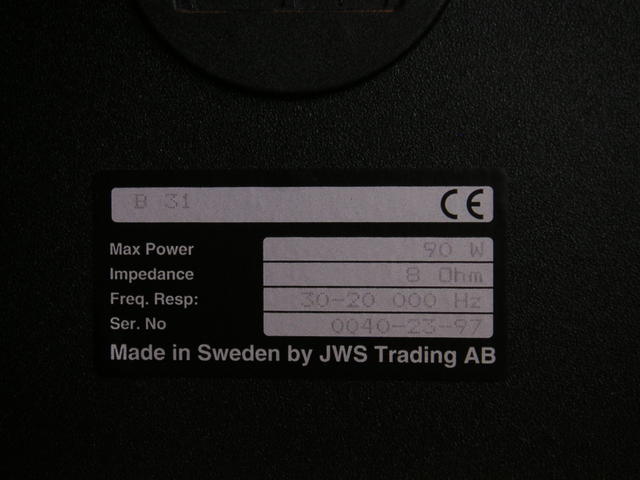 B 31 CE
Max Power 90 W
Impedance 8 Ohm
Freq. Resp: 30-20 000 Hz
Ser. No 0040-23-97
Made in Sweden by JWS Trading AB